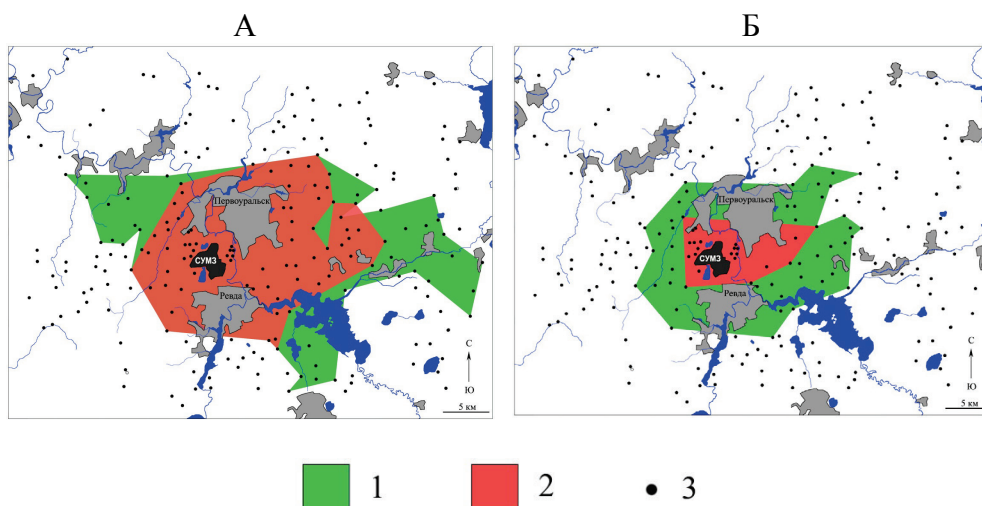 А
Первоуральск
СУМЗ
Ревда
С
Ю
5 км
Б
Первоуральск
СУМЗ
Ревда
С
Ю
5 км
1
2
3